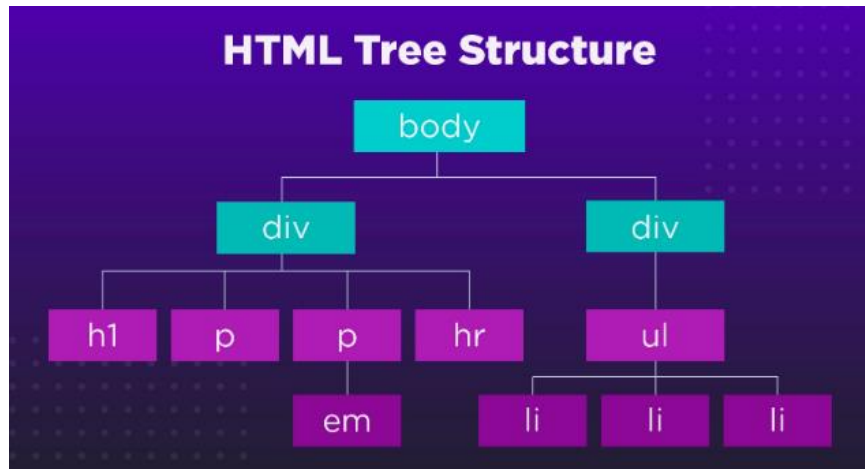 HTML Tree Structure
body
div div
h1 p p hr ul
em li li li